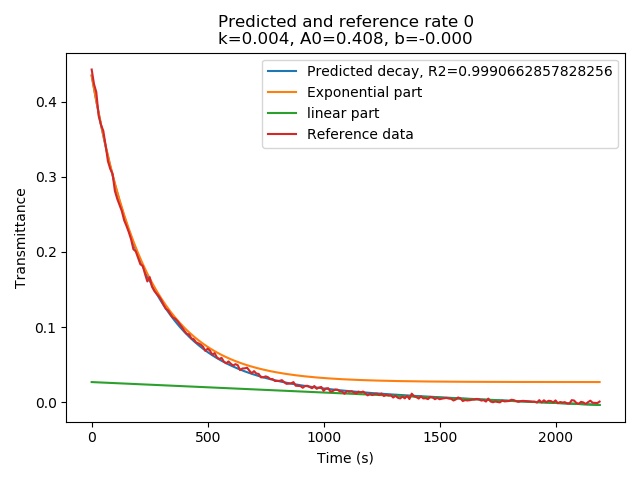 Predicted and reference rate 0
k=0.004, A0=0.408, b=-0.000
Predicted decay, R2=0.9990662857828256
Exponential part
linear part
Reference data
Transmittance
0.4
0.3
0.2
0.1
0.0
0
500
1000
1500
2000
Time (s)